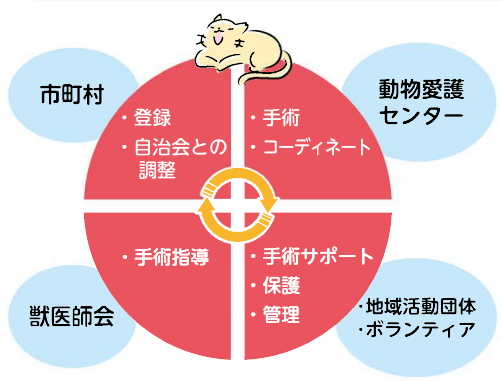 市町村
・登録
・自治会との
調整
動物愛護
センター
・手術
・コーディネート
獣医師会
・手術指導
・手術サポート
・保護
・管理
・地域活動団体
・ボランティア